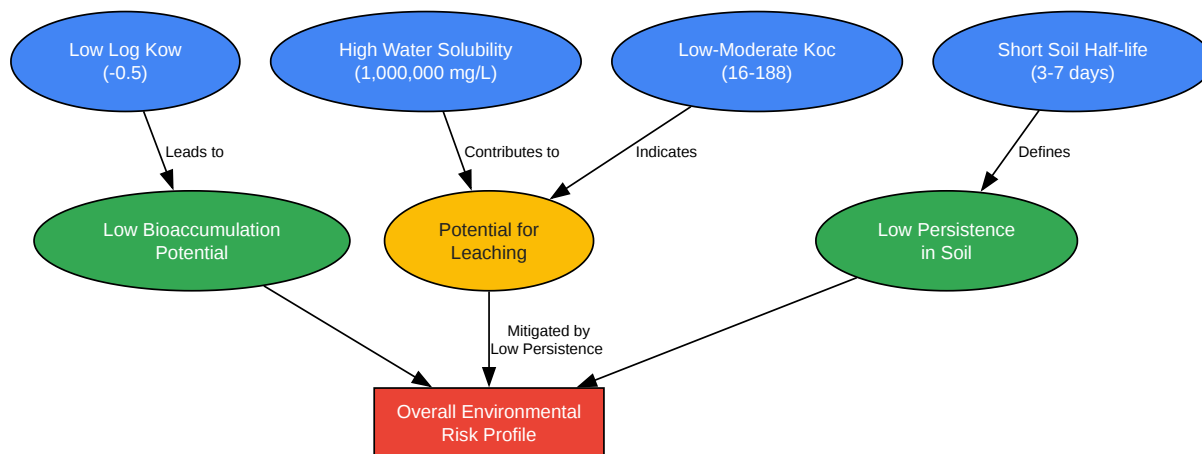 Low Log Kow
(-0.5)
High Water Solubility
(1,000,000 mg/L)
Low-Moderate Koc
(16-188)
Short Soil Half-life
(3-7 days)
Leads to
Contributes to
Indicates
Defines
Low Bioaccumulation
Potential
Potential for
Leaching
Low Persistence
in Soil
Mitigated by
Low Persistence
Overall Environmental
Risk Profile